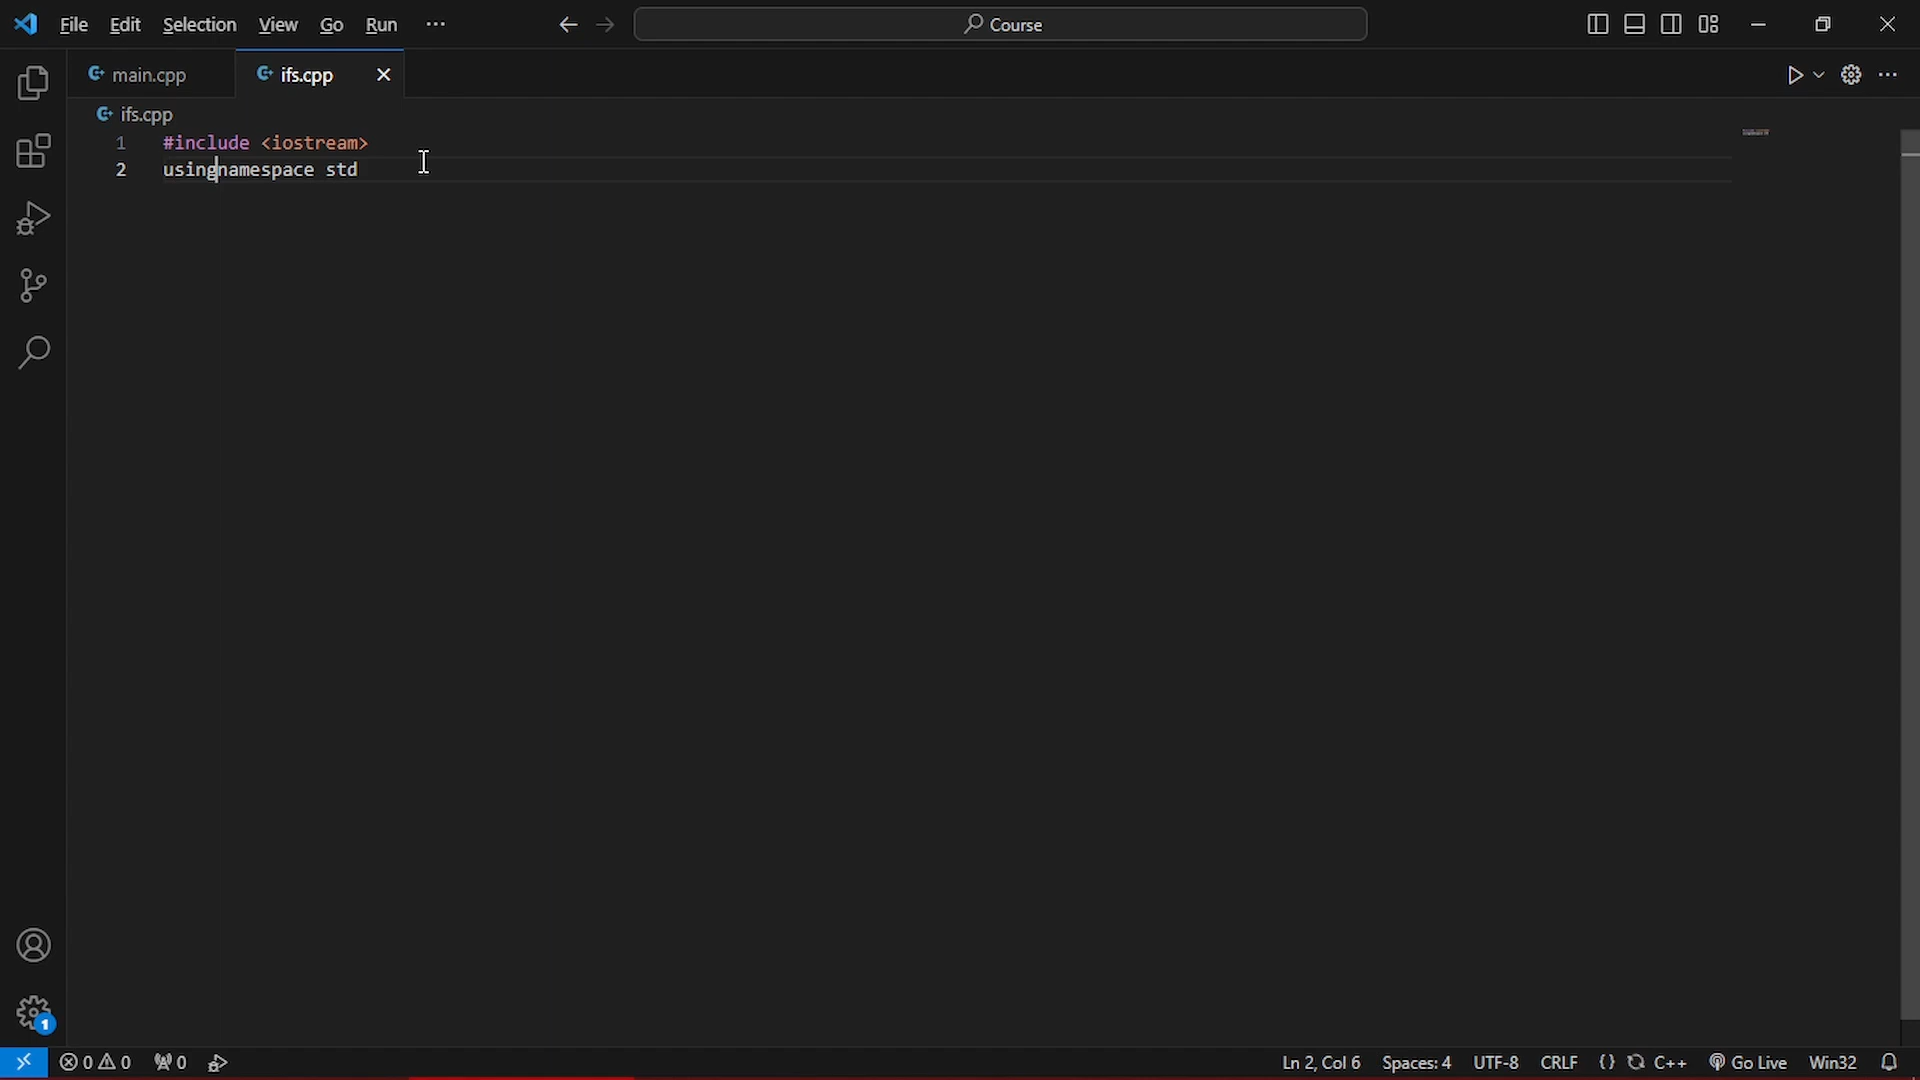 File Edit Selection View Go Run ··· Course
main.cpp ifs.cpp
ifs.cpp
1 #include <iostream>
2 usingnamespace std
1
0 0 0 Ln 2, Col 6 Spaces: 4 UTF-8 CRLF {} C++ Go Live Win32